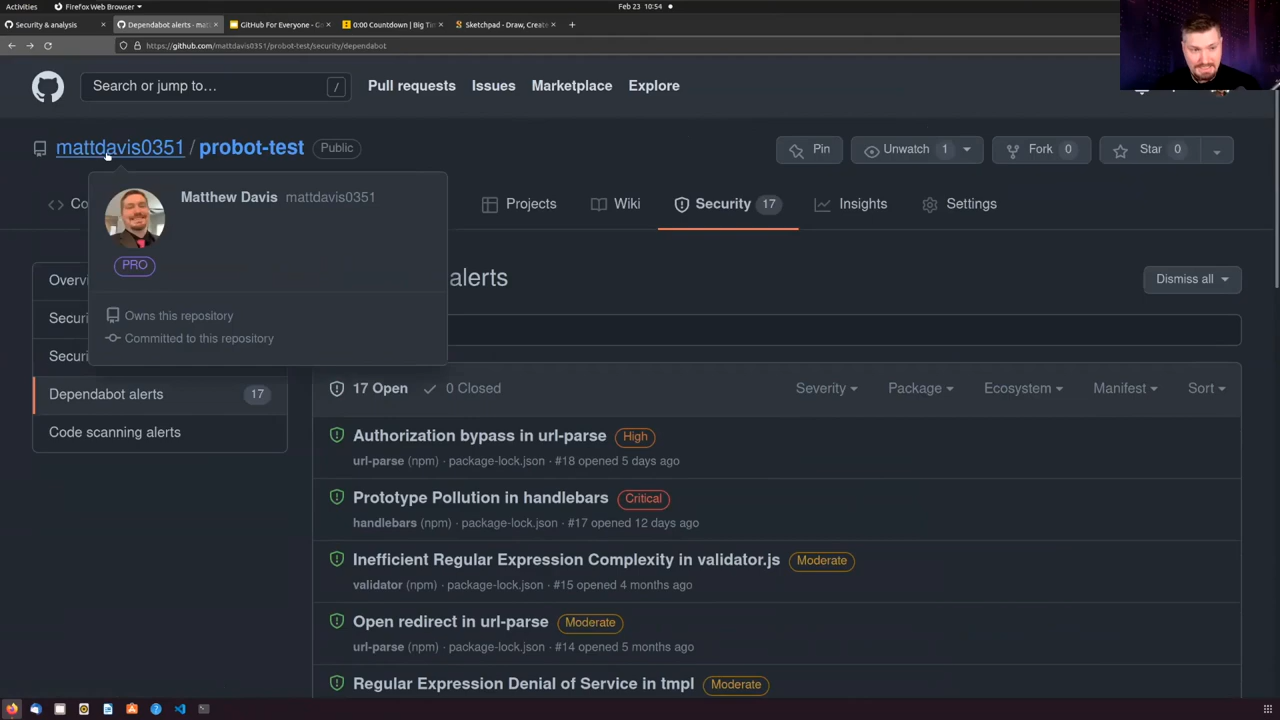 Activities
Firefox Web Browser
Feb 23 10:54
Security & analysis
Dependabot alerts · mat
GitHub For Everyone - G
0:00 Countdown | Big Ti
Sketchpad - Draw, Create
https://github.com/mattdavis0351/probot-test/security/dependabot
Search or jump to…
/
Pull requests
Issues
Marketplace
Explore
mattdavis0351 / probot-test
Public
Pin
Unwatch 1
Fork 0
Star 0
Matthew Davis mattdavis0351
PRO
Owns this repository
Committed to this repository
Co
Projects
Wiki
Security 17
Insights
Settings
Overv
Securi
Securi
Dependabot alerts 17
Code scanning alerts
alerts
Dismiss all
17 Open
0 Closed
Severity
Package
Ecosystem
Manifest
Sort
Authorization bypass in url-parse High
url-parse (npm) · package-lock.json · #18 opened 5 days ago
Prototype Pollution in handlebars Critical
handlebars (npm) · package-lock.json · #17 opened 12 days ago
Inefficient Regular Expression Complexity in validator.js Moderate
validator (npm) · package-lock.json · #15 opened 4 months ago
Open redirect in url-parse Moderate
url-parse (npm) · package-lock.json · #14 opened 5 months ago
Regular Expression Denial of Service in tmpl Moderate